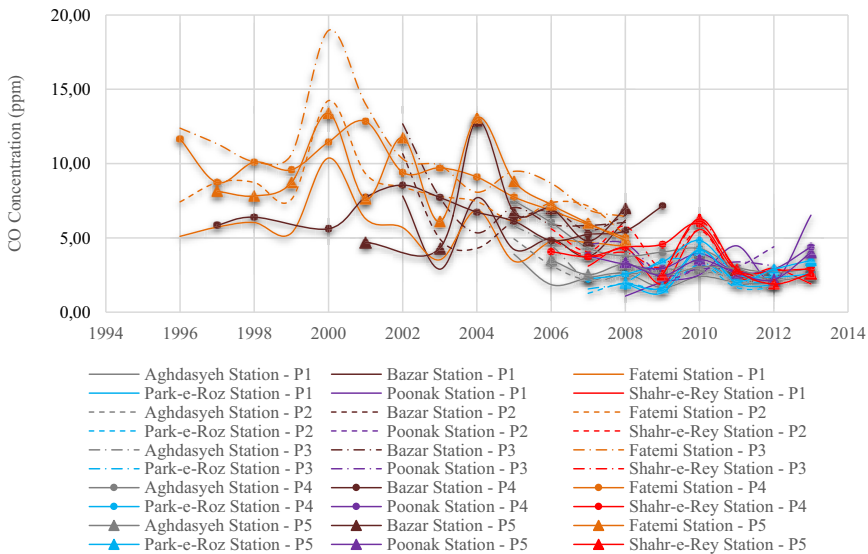 20,00
15,00
10,00
5,00
0,00
CO Concentration (ppm)
1994 1996 1998 2000 2002 2004 2006 2008 2010 2012 2014
Aghdasyeh Station - P1 Bazar Station - P1 Fatemi Station - P1
Park-e-Roz Station - P1 Poonak Station - P1 Shahr-e-Rey Station - P1
Aghdasyeh Station - P2 Bazar Station - P2 Fatemi Station - P2
Park-e-Roz Station - P2 Poonak Station - P2 Shahr-e-Rey Station - P2
Aghdasyeh Station - P3 Bazar Station - P3 Fatemi Station - P3
Park-e-Roz Station - P3 Poonak Station - P3 Shahr-e-Rey Station - P3
Aghdasyeh Station - P4 Bazar Station - P4 Fatemi Station - P4
Park-e-Roz Station - P4 Poonak Station - P4 Shahr-e-Rey Station - P4
Aghdasyeh Station - P5 Bazar Station - P5 Fatemi Station - P5
Park-e-Roz Station - P5 Poonak Station - P5 Shahr-e-Rey Station - P5